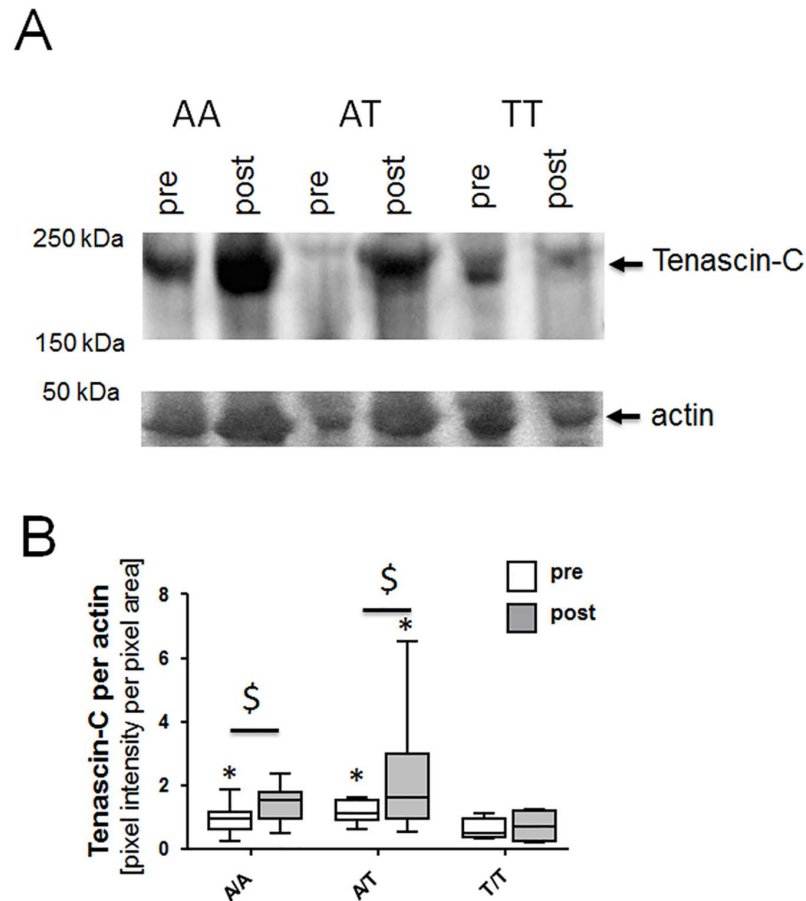 A
AA AT TT
pre post pre post pre post
250 kDa
Tenascin-C
150 kDa
50 kDa
actin
B
Tenascin-C per actin
[pixel intensity per pixel area]
pre
post
8
6
4
2
0
$
$
*
*
*
A/A
A/T
T/T